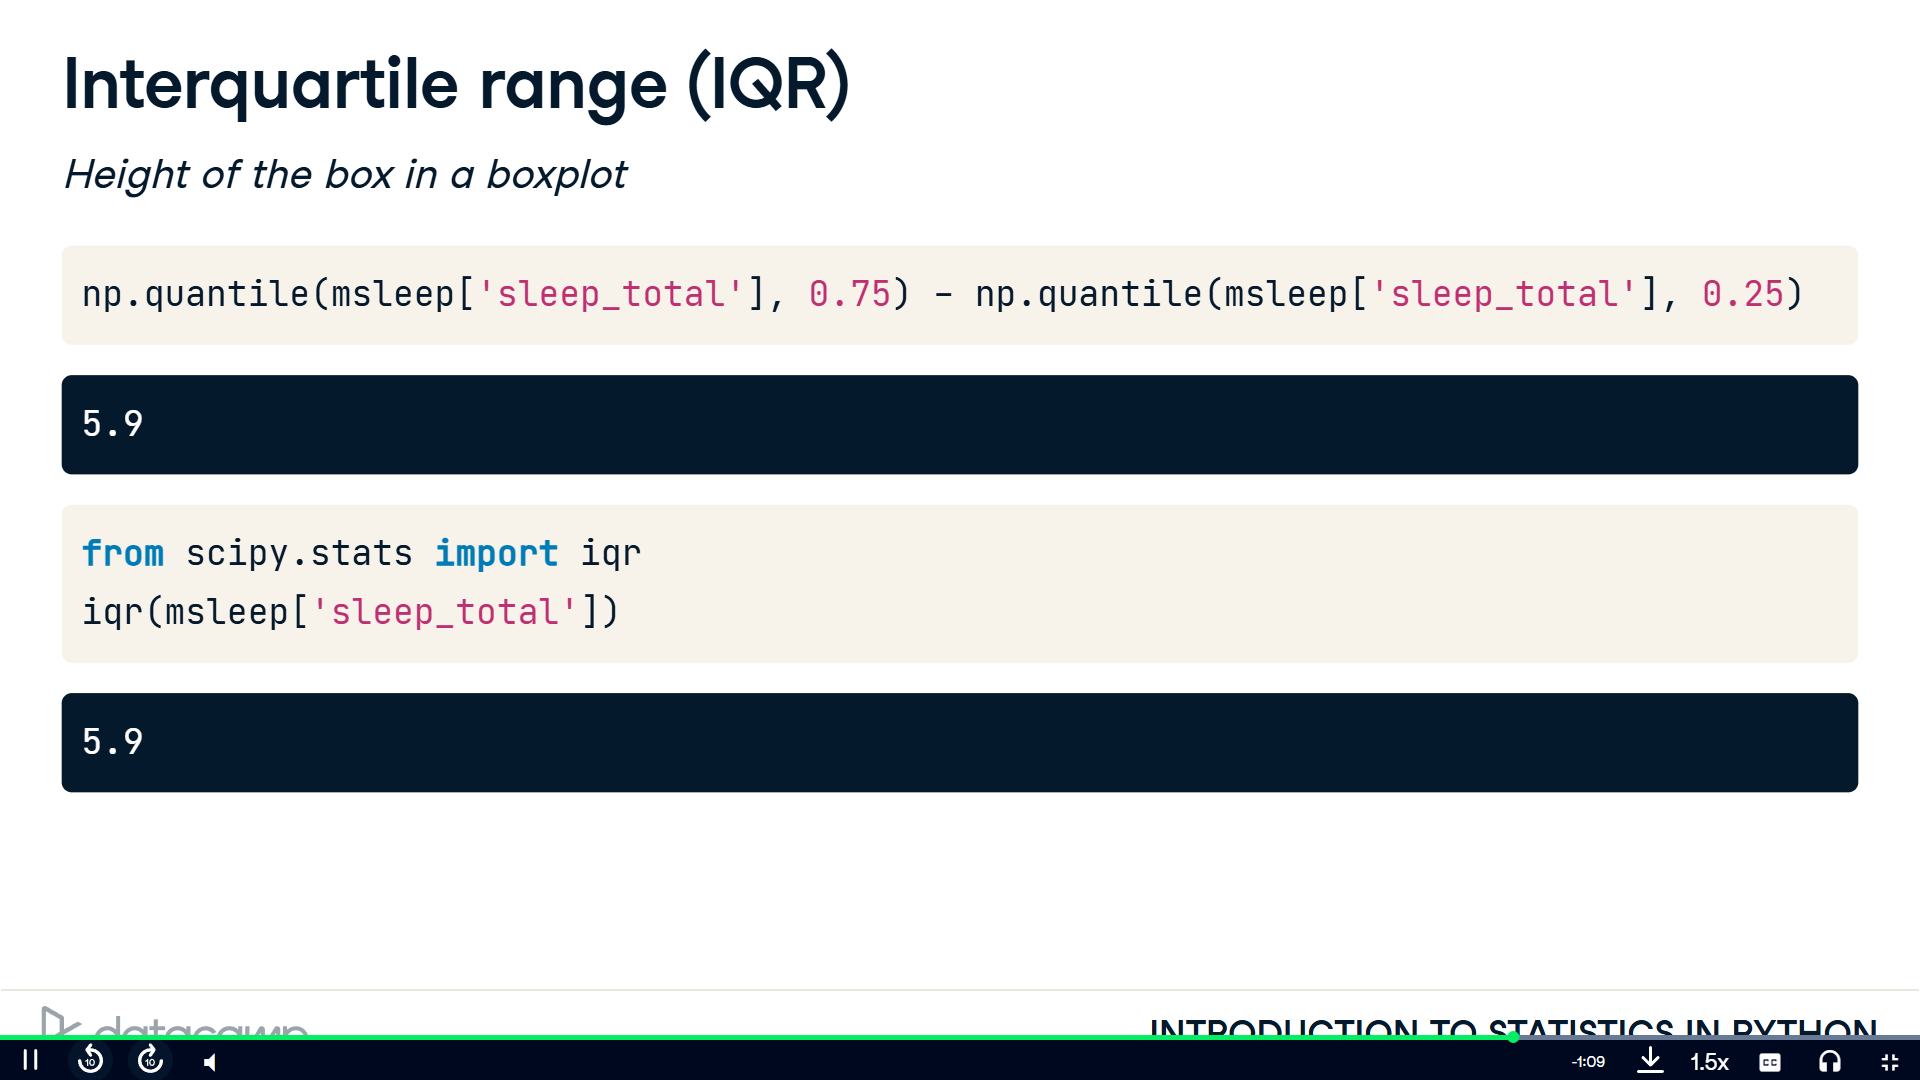 Interquartile range (IQR)
Height of the box in a boxplot
np.quantile(msleep['sleep_total'], 0.75) - np.quantile(msleep['sleep_total'], 0.25)
5.9
from scipy.stats import iqr
iqr(msleep['sleep_total'])
5.9
datacamp
INTRODUCTION TO STATISTICS IN PYTHON
10
10
-1:09
1.5x
CC